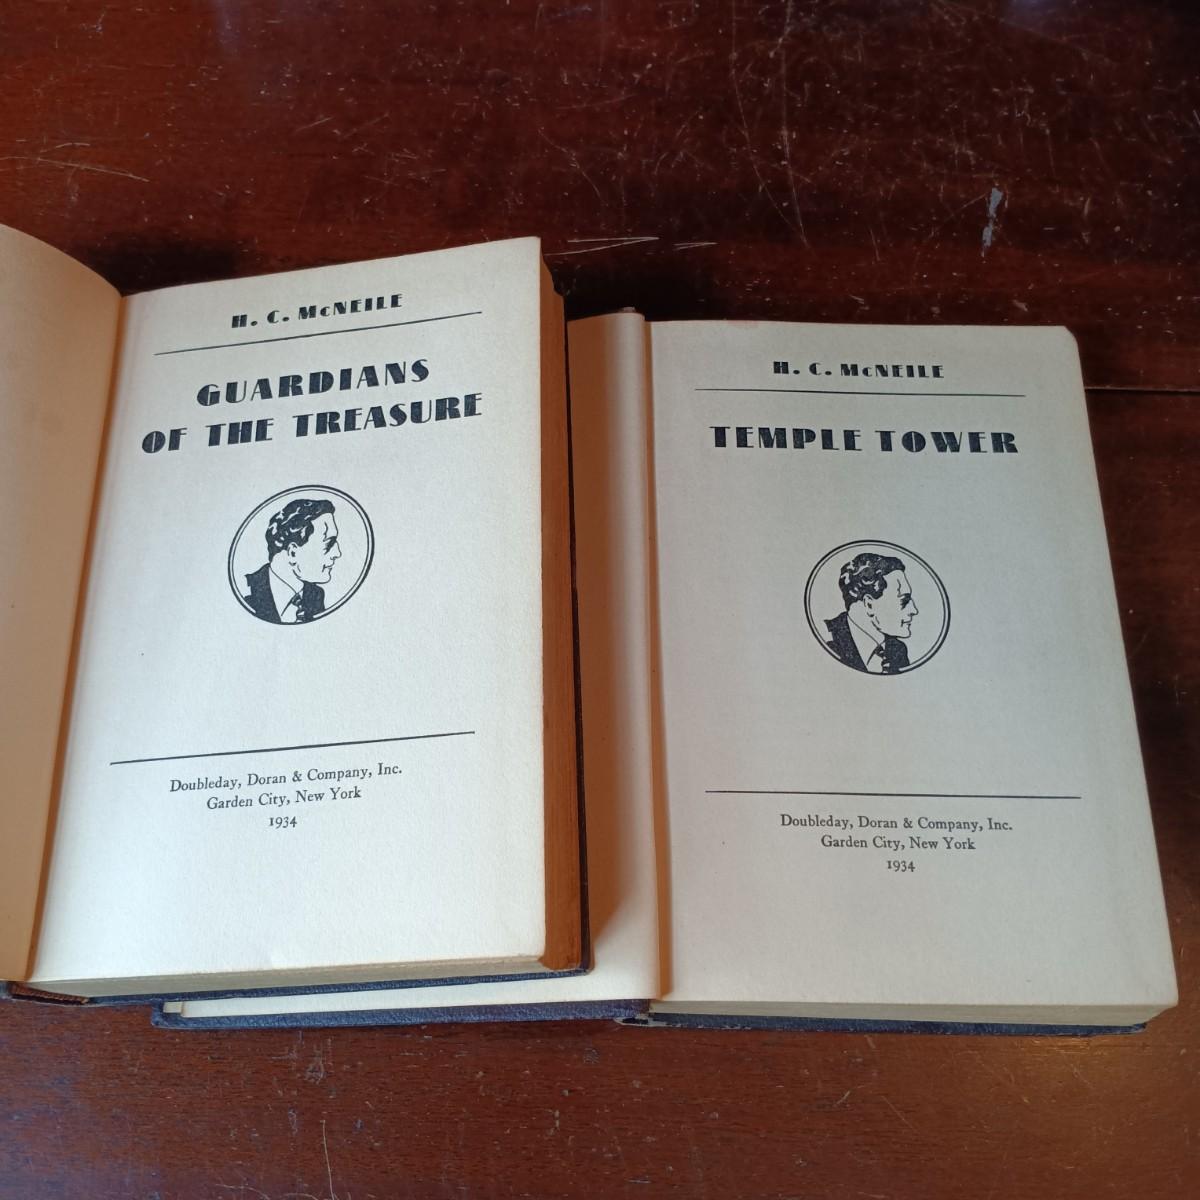 H. C. McNEILE
GUARDIANS
OF THE TREASURE
Doubleday, Doran & Company, Inc.
Garden City, New York
1934
H. C. McNEILE
TEMPLE TOWER
Doubleday, Doran & Company, Inc.
Garden City, New York
1934